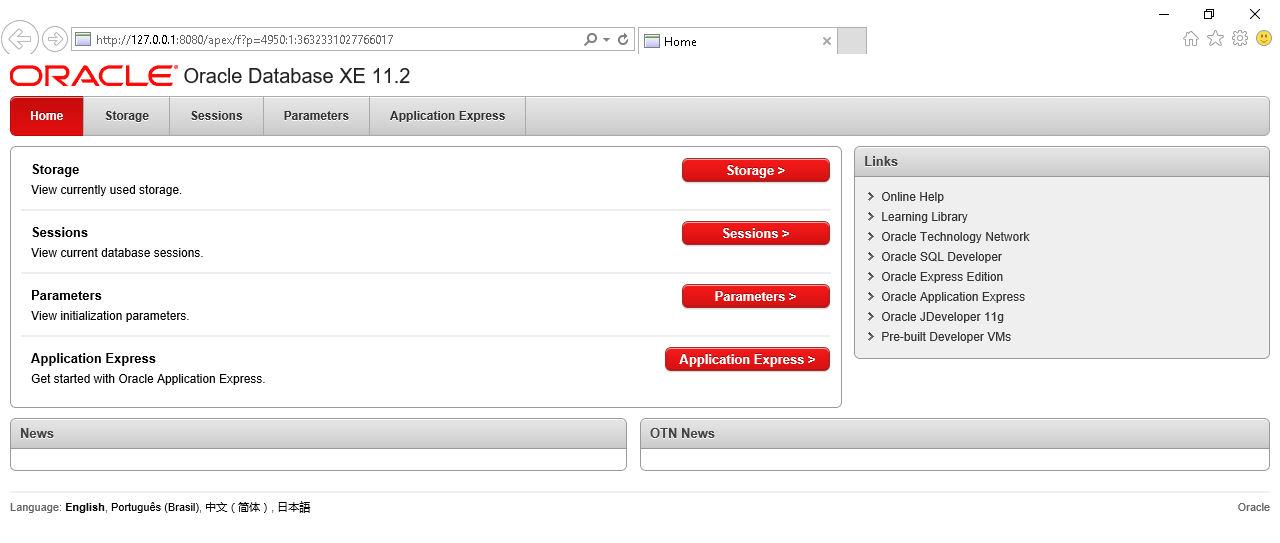 http://127.0.0.1:8080/apex/f?p=4950:1:3632331027766017
Home
ORACLE® Oracle Database XE 11.2
Home Storage Sessions Parameters Application Express
Storage
View currently used storage.
Storage >
Sessions
View current database sessions.
Sessions >
Parameters
View initialization parameters.
Parameters >
Application Express
Get started with Oracle Application Express.
Application Express >
Links
Online Help
Learning Library
Oracle Technology Network
Oracle SQL Developer
Oracle Express Edition
Oracle Application Express
Oracle JDeveloper 11g
Pre-built Developer VMs
News
OTN News
Language: English, Português (Brasil), 中文（简体）, 日本語
Oracle